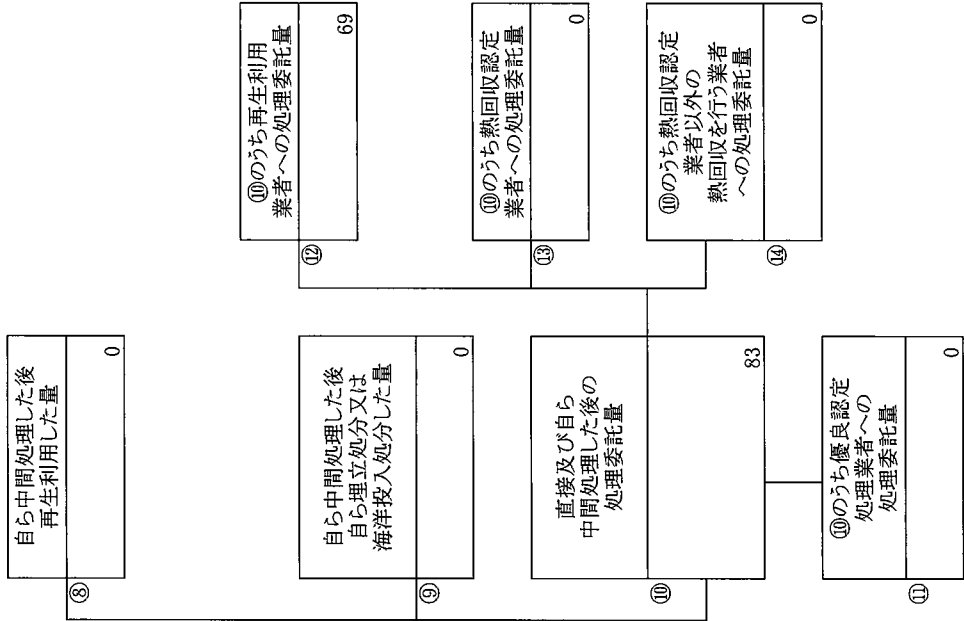 ⑧
自ら中間処理した後
再生利用した量
0
⑨
自ら中間処理した後
自ら埋立処分又は
海洋投入処分した量
0
⑩
直接及び自ら
中間処理した後の
処理委託量
83
⑪
⑩のうち優良認定
処理業者への
処理委託量
0
⑫
⑩のうち再生利用
業者への処理委託量
69
⑬
⑩のうち熱回収認定
業者への処理委託量
0
⑭
⑩のうち熱回収認定
業者以外の
熱回収を行う業者
への処理委託量
0